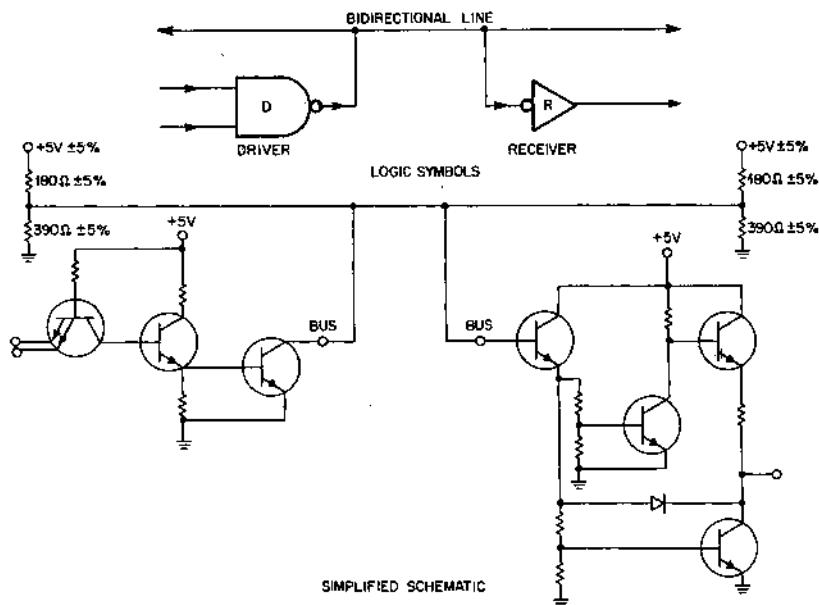 BIDIRECTIONAL LINE
D
R
DRIVER
RECEIVER
+5V ±5%
+5V ±5%
LOGIC SYMBOLS
180Ω ±5%
180Ω ±5%
390Ω ±5%
390Ω ±5%
+5V
+5V
BUS
BUS
SIMPLIFIED SCHEMATIC